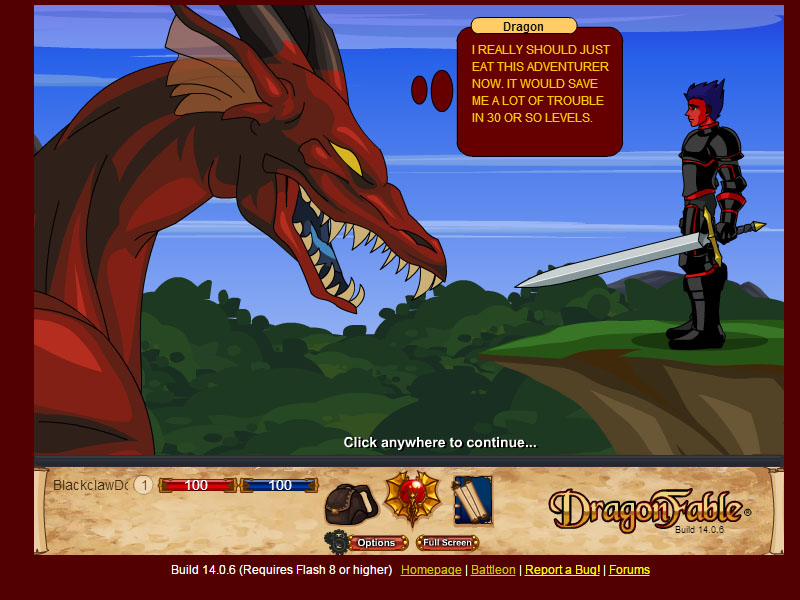 Dragon
I REALLY SHOULD JUST
EAT THIS ADVENTURER
NOW. IT WOULD SAVE
ME A LOT OF TROUBLE
IN 30 OR SO LEVELS.
Click anywhere to continue...
BlackclawDo 1 100 100
DragonFable®
Build 14.0.6
Options Full Screen
Build 14.0.6 (Requires Flash 8 or higher) Homepage | Battleon | Report a Bug! | Forums